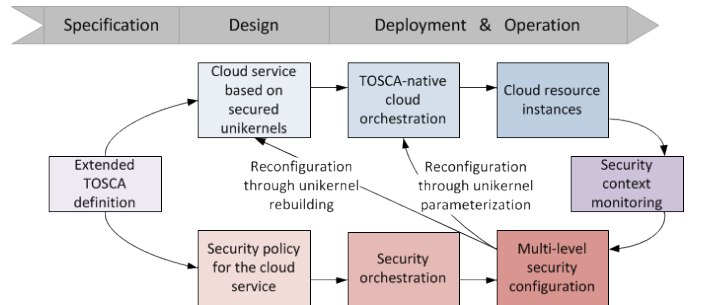 Specification
Design
Deployment & Operation
Cloud service
based on
secured
unikernels
TOSCA-native
cloud
orchestration
Cloud resource
instances
Extended
TOSCA
definition
Reconfiguration
through unikernel
rebuilding
Reconfiguration
through unikernel
parameterization
Security
context
monitoring
Security policy
for the cloud
service
Security
orchestration
Multi-level
security
configuration